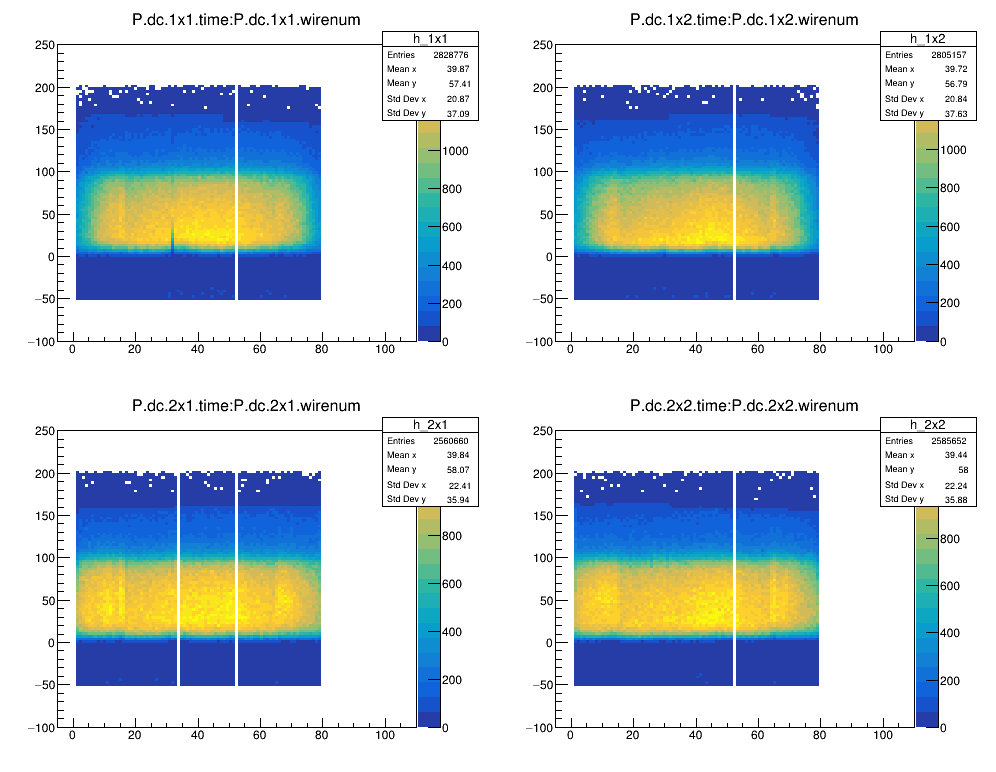 P.dc.1x1.time:P.dc.1x1.wirenum
h_1x1
Entries 2828776
Mean x 39.87
Mean y 57.41
Std Dev x 20.87
Std Dev y 37.09
250
200
150
100
50
0
−50
−100
0 20 40 60 80 100
1000
800
600
400
200
0
P.dc.1x2.time:P.dc.1x2.wirenum
h_1x2
Entries 2805157
Mean x 39.72
Mean y 56.79
Std Dev x 20.84
Std Dev y 37.63
250
200
150
100
50
0
−50
−100
0 20 40 60 80 100
1000
800
600
400
200
0
P.dc.2x1.time:P.dc.2x1.wirenum
h_2x1
Entries 2560660
Mean x 39.84
Mean y 58.07
Std Dev x 22.41
Std Dev y 35.94
250
200
150
100
50
0
−50
−100
0 20 40 60 80 100
800
600
400
200
0
P.dc.2x2.time:P.dc.2x2.wirenum
h_2x2
Entries 2585652
Mean x 39.44
Mean y 58
Std Dev x 22.24
Std Dev y 35.88
250
200
150
100
50
0
−50
−100
0 20 40 60 80 100
800
600
400
200
0